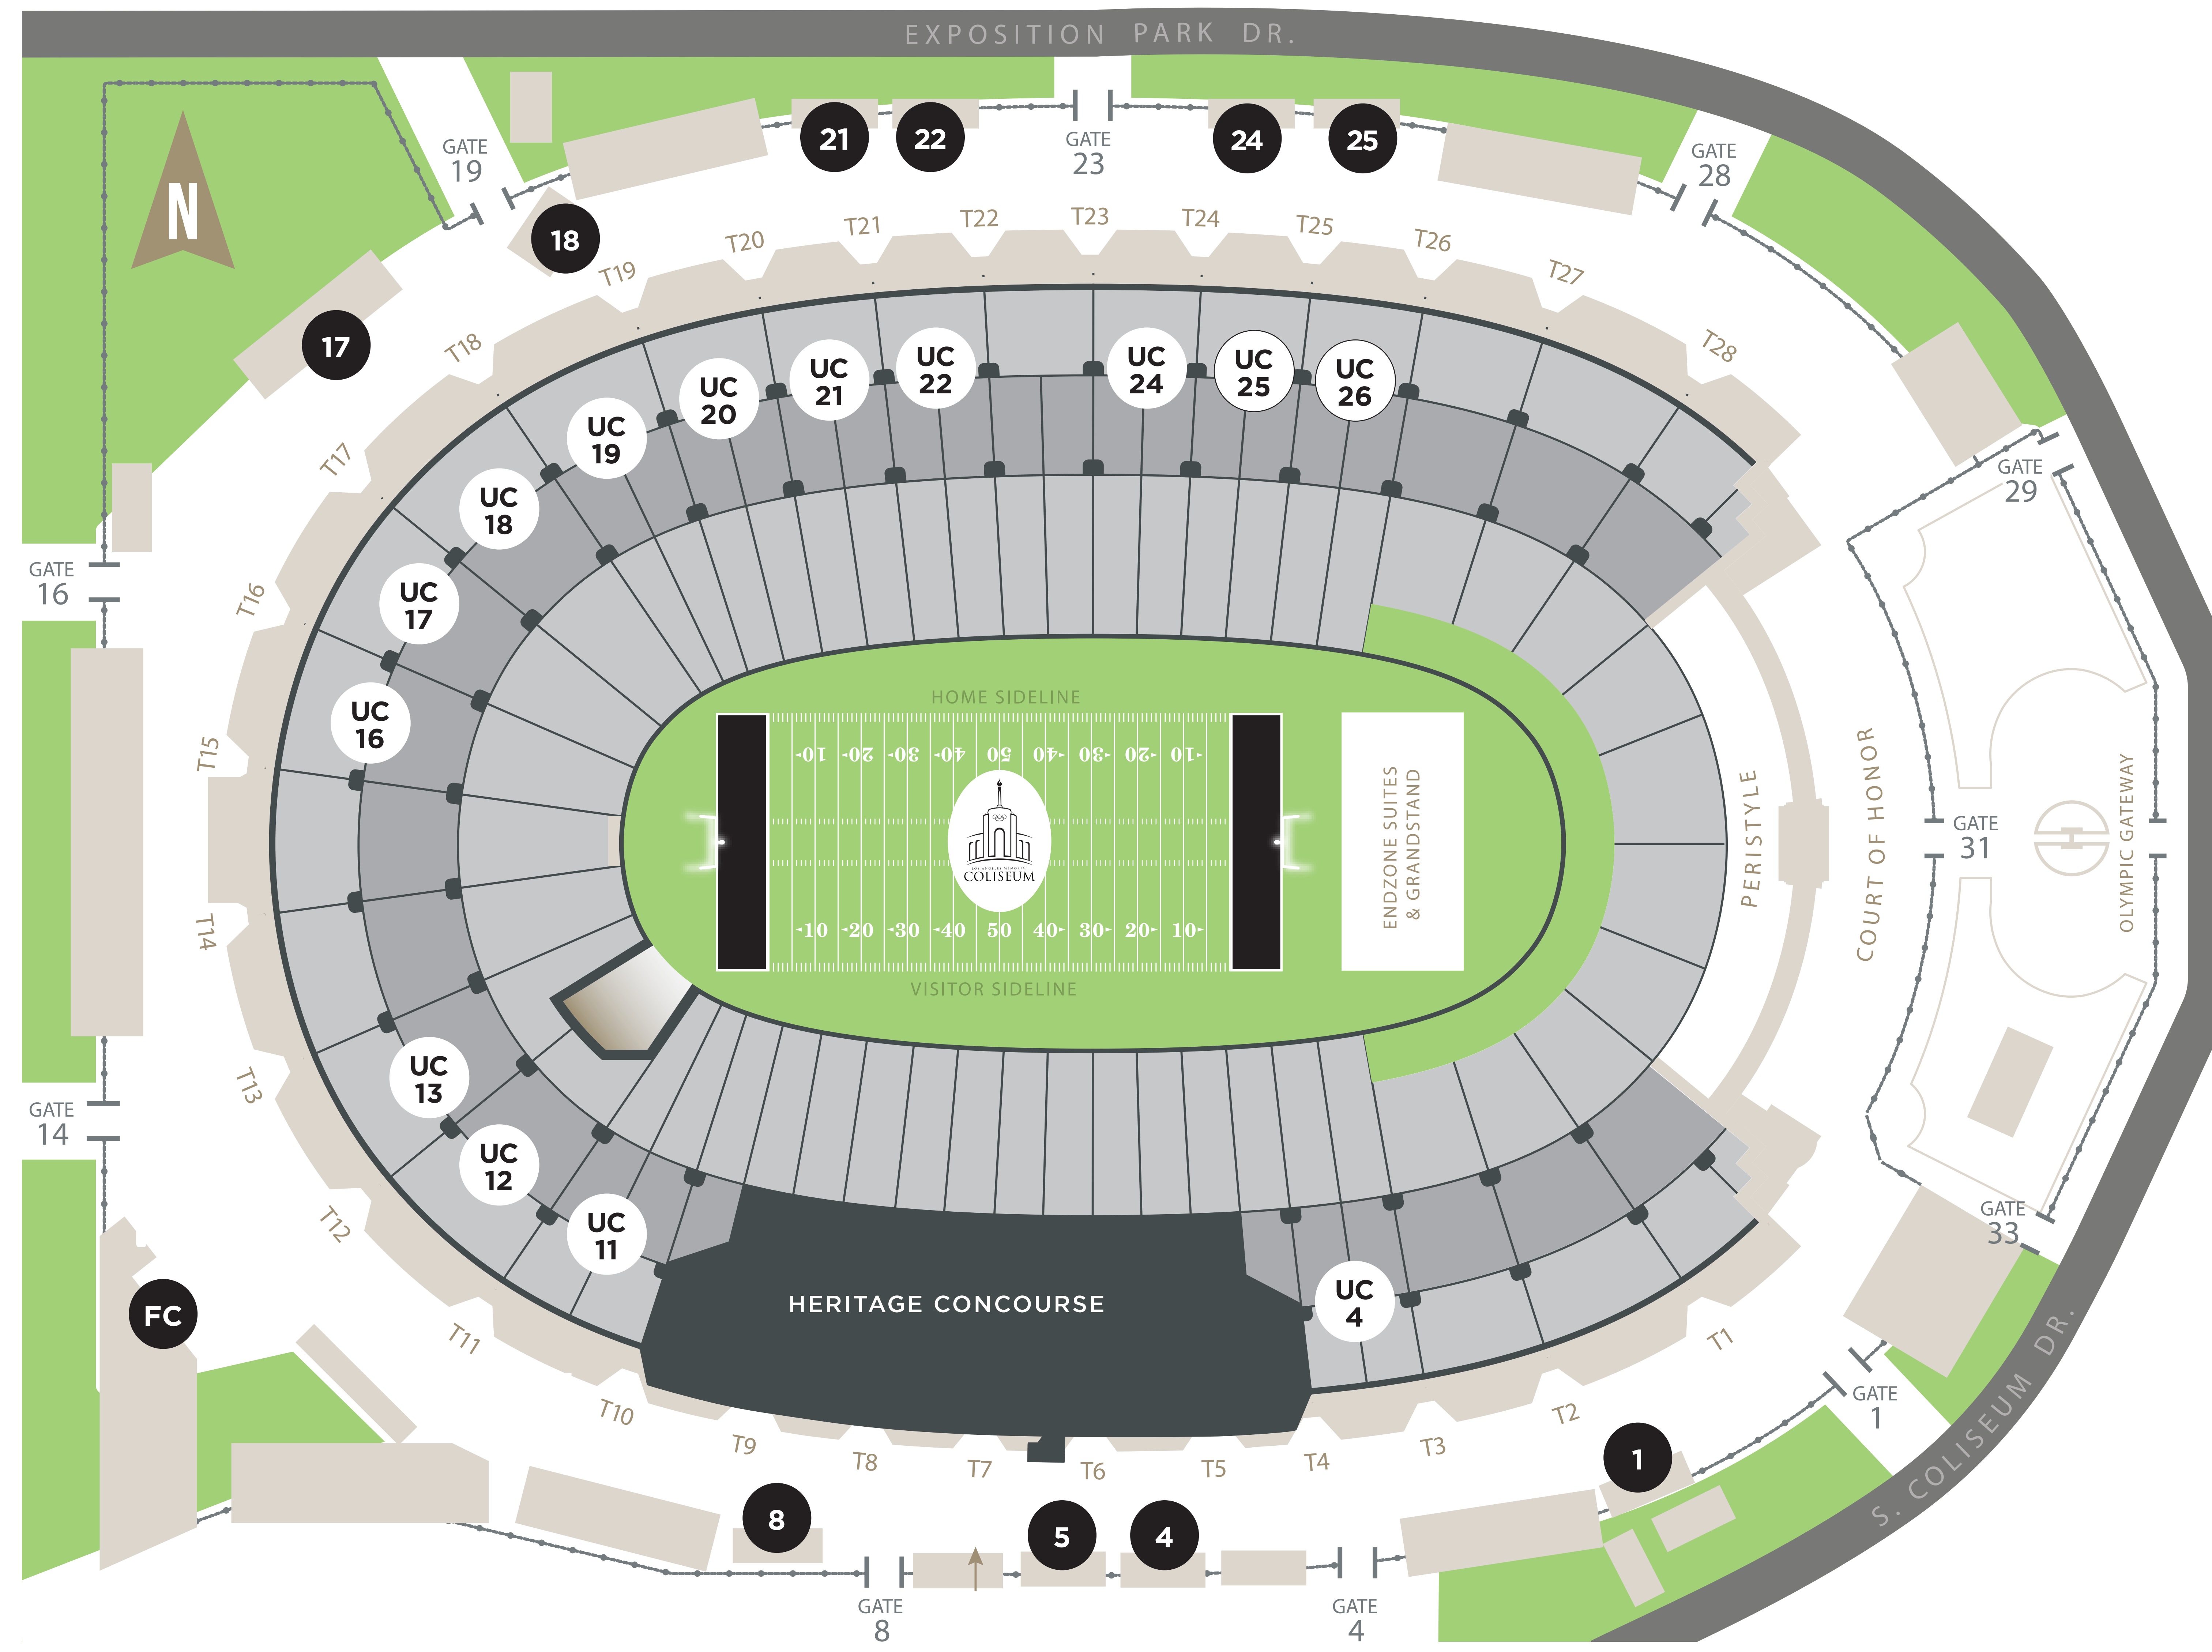 EXPOSITION PARK DR.
GATE
19
21
22
GATE
23
24
25
GATE
28
N
18
17
T18
T19
T20
T21
T22
T23
T24
T25
T26
T27
T28
UC
16
UC
17
UC
18
UC
19
UC
20
UC
21
UC
22
UC
24
UC
25
UC
26
T17
T16
T15
T14
T13
T12
GATE
16
GATE
14
GATE
29
GATE
31
GATE
33
HOME SIDELINE
10 20 30 40 50 40 30 20 10
LOS ANGELES MEMORIAL
COLISEUM
10 20 30 40 50 40 30 20 10
VISITOR SIDELINE
ENDZONE SUITES
& GRANDSTAND
PERISTYLE
COURT OF HONOR
OLYMPIC GATEWAY
UC
13
UC
12
UC
11
HERITAGE CONCOURSE
UC
4
FC
T11
T10
T9
T8
T7
T6
T5
T4
T3
T2
T1
8
5
4
1
GATE
1
GATE
8
GATE
4
S. COLISEUM DR.